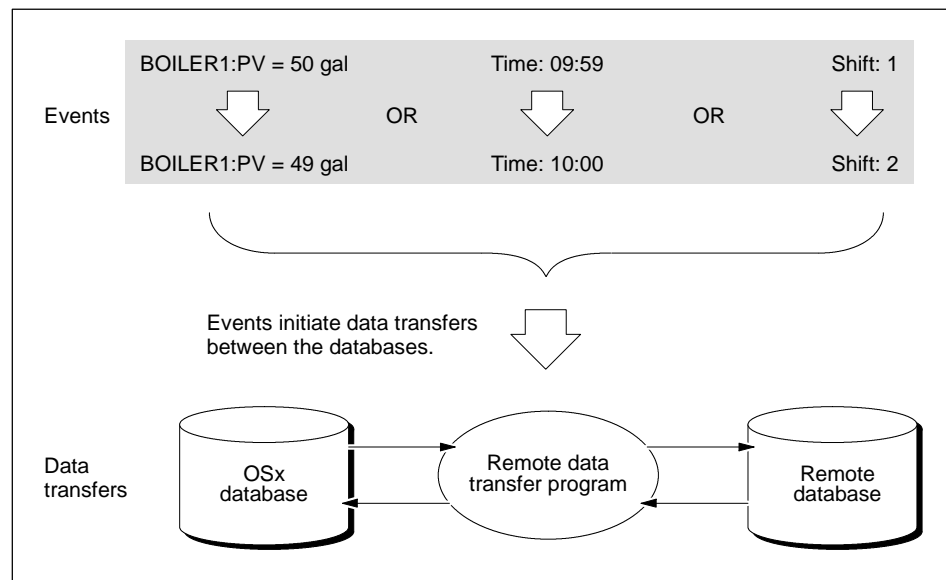 BOILER1:PV = 50 gal Time: 09:59 Shift: 1
Events OR OR
BOILER1:PV = 49 gal Time: 10:00 Shift: 2
Events initiate data transfers
between the databases.
Data
transfers
OSx
database
Remote data
transfer program
Remote
database